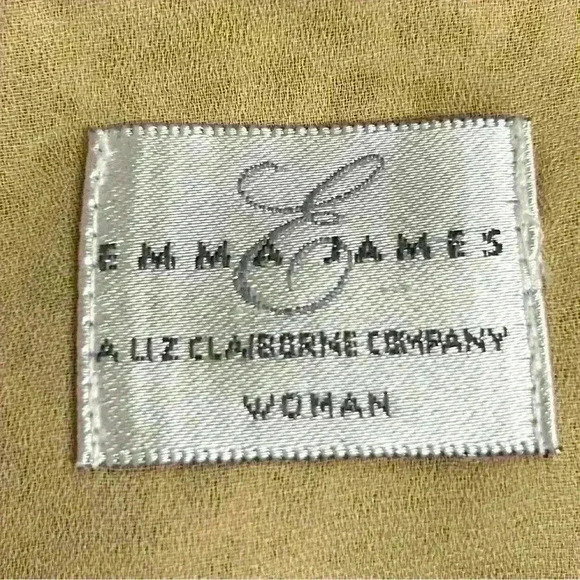 E
EMMA JAMES
A LIZ CLAIBORNE COMPANY
WOMAN